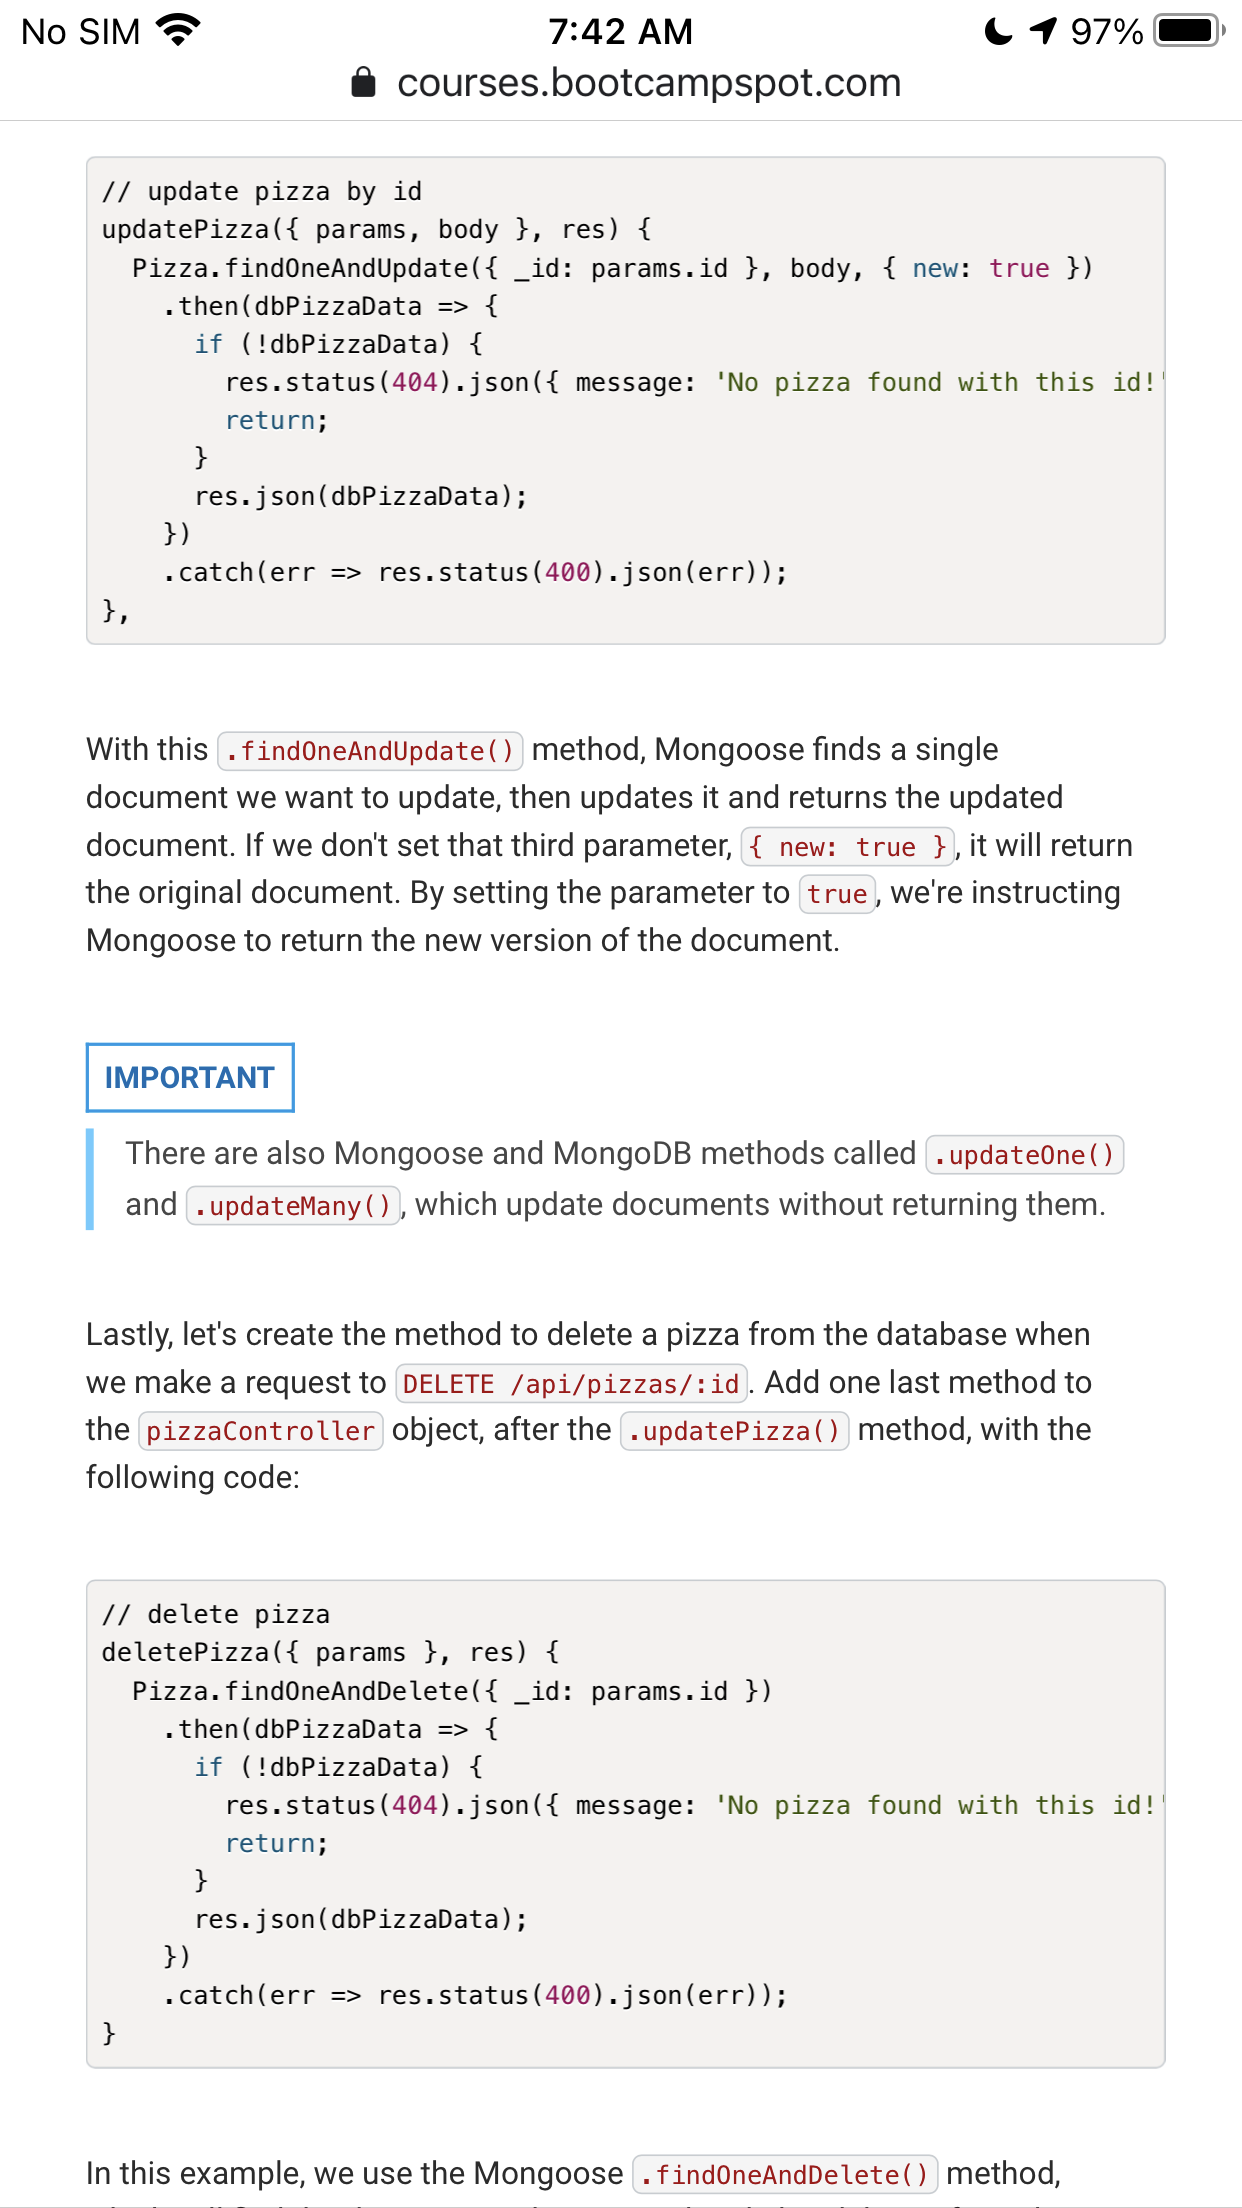 No SIM 7:42 AM 97%
courses.bootcampspot.com
// update pizza by id
updatePizza({ params, body }, res) {
  Pizza.findOneAndUpdate({ _id: params.id }, body, { new: true })
    .then(dbPizzaData => {
      if (!dbPizzaData) {
        res.status(404).json({ message: 'No pizza found with this id!'
        return;
      }
      res.json(dbPizzaData);
    })
    .catch(err => res.status(400).json(err));
},
With this .findOneAndUpdate() method, Mongoose finds a single
document we want to update, then updates it and returns the updated
document. If we don't set that third parameter, { new: true }, it will return
the original document. By setting the parameter to true, we're instructing
Mongoose to return the new version of the document.
IMPORTANT
There are also Mongoose and MongoDB methods called .updateOne()
and .updateMany(), which update documents without returning them.
Lastly, let's create the method to delete a pizza from the database when
we make a request to DELETE /api/pizzas/:id. Add one last method to
the pizzaController object, after the .updatePizza() method, with the
following code:
// delete pizza
deletePizza({ params }, res) {
  Pizza.findOneAndDelete({ _id: params.id })
    .then(dbPizzaData => {
      if (!dbPizzaData) {
        res.status(404).json({ message: 'No pizza found with this id!'
        return;
      }
      res.json(dbPizzaData);
    })
    .catch(err => res.status(400).json(err));
}
In this example, we use the Mongoose .findOneAndDelete() method,